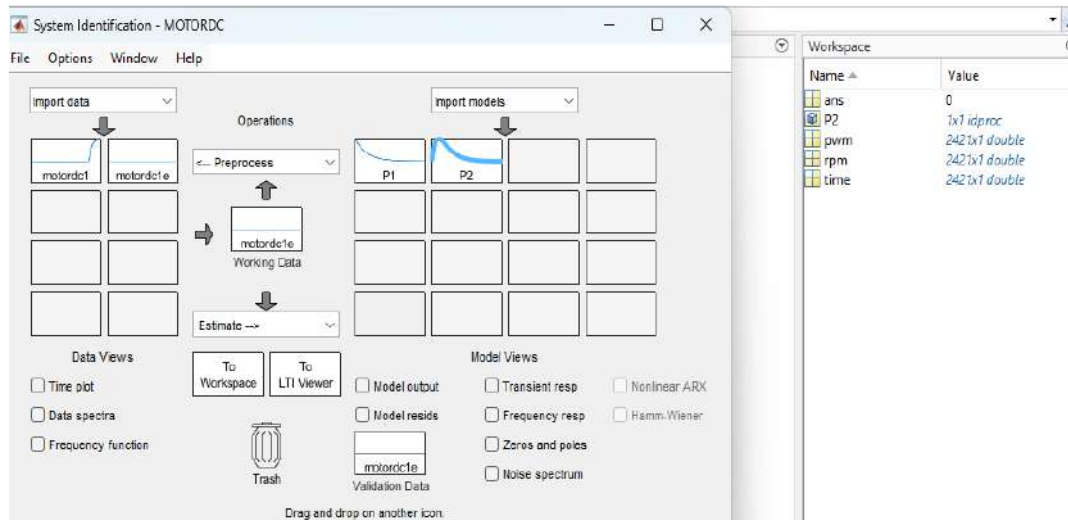 System Identification - MOTORDC
File Options Window Help
Import data
Import models
Operations
motordc1
motordc1e
<-- Preprocess
P1
P2
motordc1e
Working Data
Estimate -->
Data Views
To Workspace
To LTI Viewer
Model Views
Time plot
Data spectra
Frequency function
Model output
Model resids
Transient resp
Frequency resp
Zeros and poles
Noise spectrum
Nonlinear ARX
Hamm-Wiener
Trash
motordc1e
Validation Data
Drag and drop on another icon.
Workspace
Name Value
ans 0
P2 1x1 idproc
pwm 2421x1 double
rpm 2421x1 double
time 2421x1 double